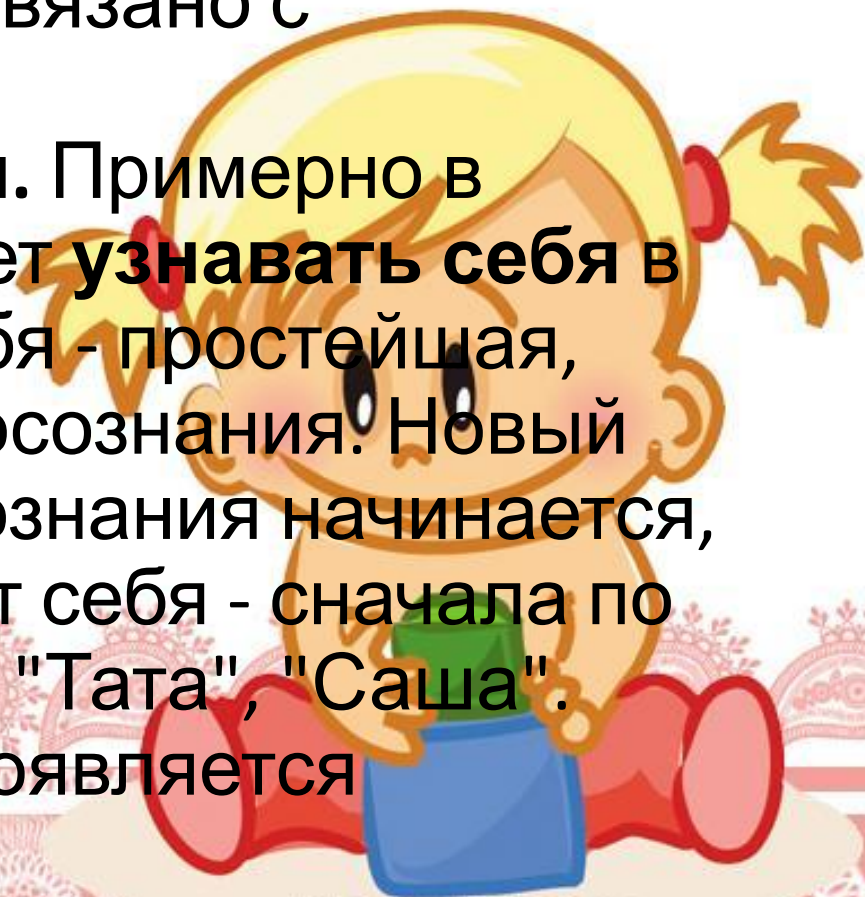 вязано с
. Примерно в
ет узнавать себя в
бя - простейшая,
осознания. Новый
ознания начинается,
т себя - сначала по
"Тата", "Саша".
оявляется